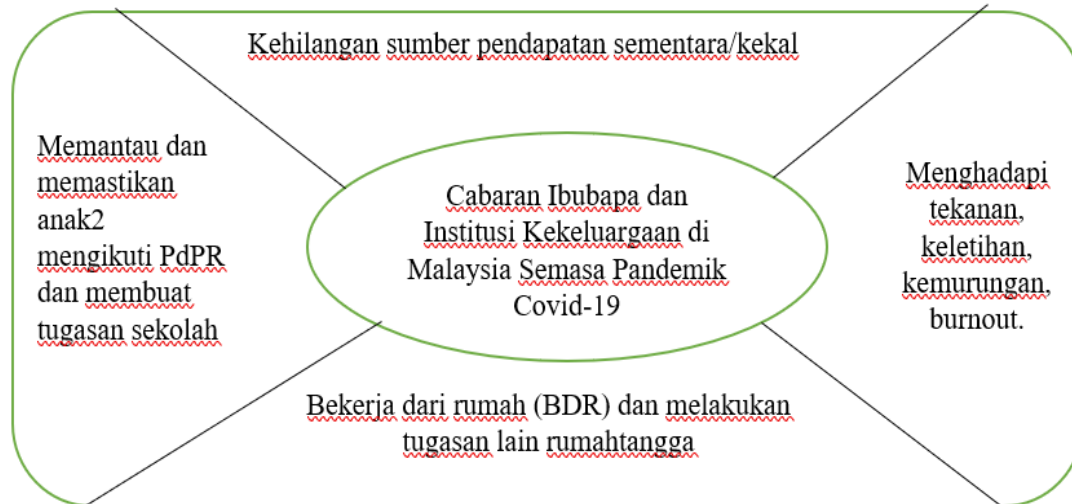 Kehilangan sumber pendapatan sementara/kekal
Memantau dan
memastikan
anak2
mengikuti PdPR
dan membuat
tugasan sekolah
Cabaran Ibubapa dan
Institusi Kekeluargaan di
Malaysia Semasa Pandemik
Covid-19
Menghadapi
tekanan,
keletihan,
kemurungan,
burnout.
Bekerja dari rumah (BDR) dan melakukan
tugasan lain rumahtangga